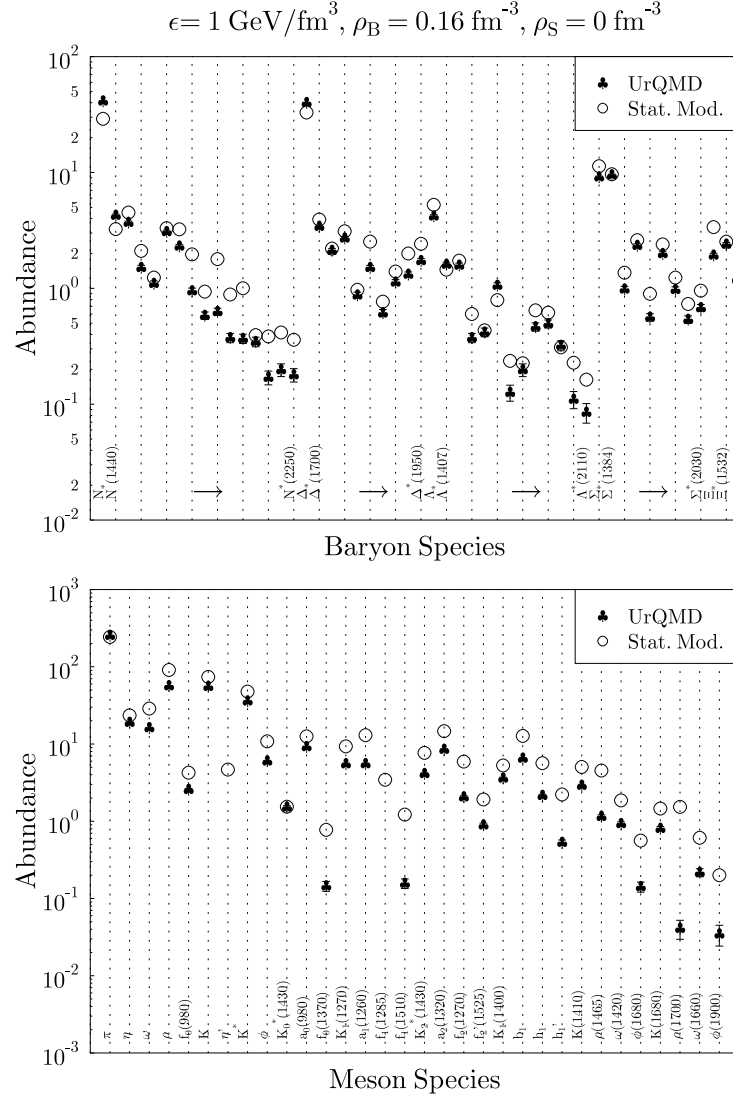 ϵ= 1 GeV/fm³, ρ_B = 0.16 fm⁻³, ρ_S = 0 fm⁻³
Abundance
10²
5
2
10¹
5
2
10⁰
5
2
10⁻¹
5
2
10⁻²
UrQMD
Stat. Mod.
N
N*(1440)
N*(2250)
Δ
Δ*(1700)
Δ*(1950)
Λ
Λ*(1407)
Λ*(2110)
Σ
Σ*(1384)
Σ*(2030)
Ξ
Ξ*(1532)
Baryon Species
Abundance
10³
10²
10¹
10⁰
10⁻¹
10⁻²
10⁻³
UrQMD
Stat. Mod.
π
η
ω
ρ
f₀(980)
K
η'
K*
ϕ
K₀*(1430)
a₀(980)
f₀(1370)
K₁(1270)
a₁(1260)
f₁(1285)
f₁(1510)
K₂*(1430)
a₂(1320)
f₂(1270)
f₂'(1525)
K₁(1400)
b₁
h₁
h₁'
K(1410)
ρ(1465)
ω(1420)
ϕ(1680)
K(1680)
ρ(1700)
ω(1660)
ϕ(1900)
Meson Species